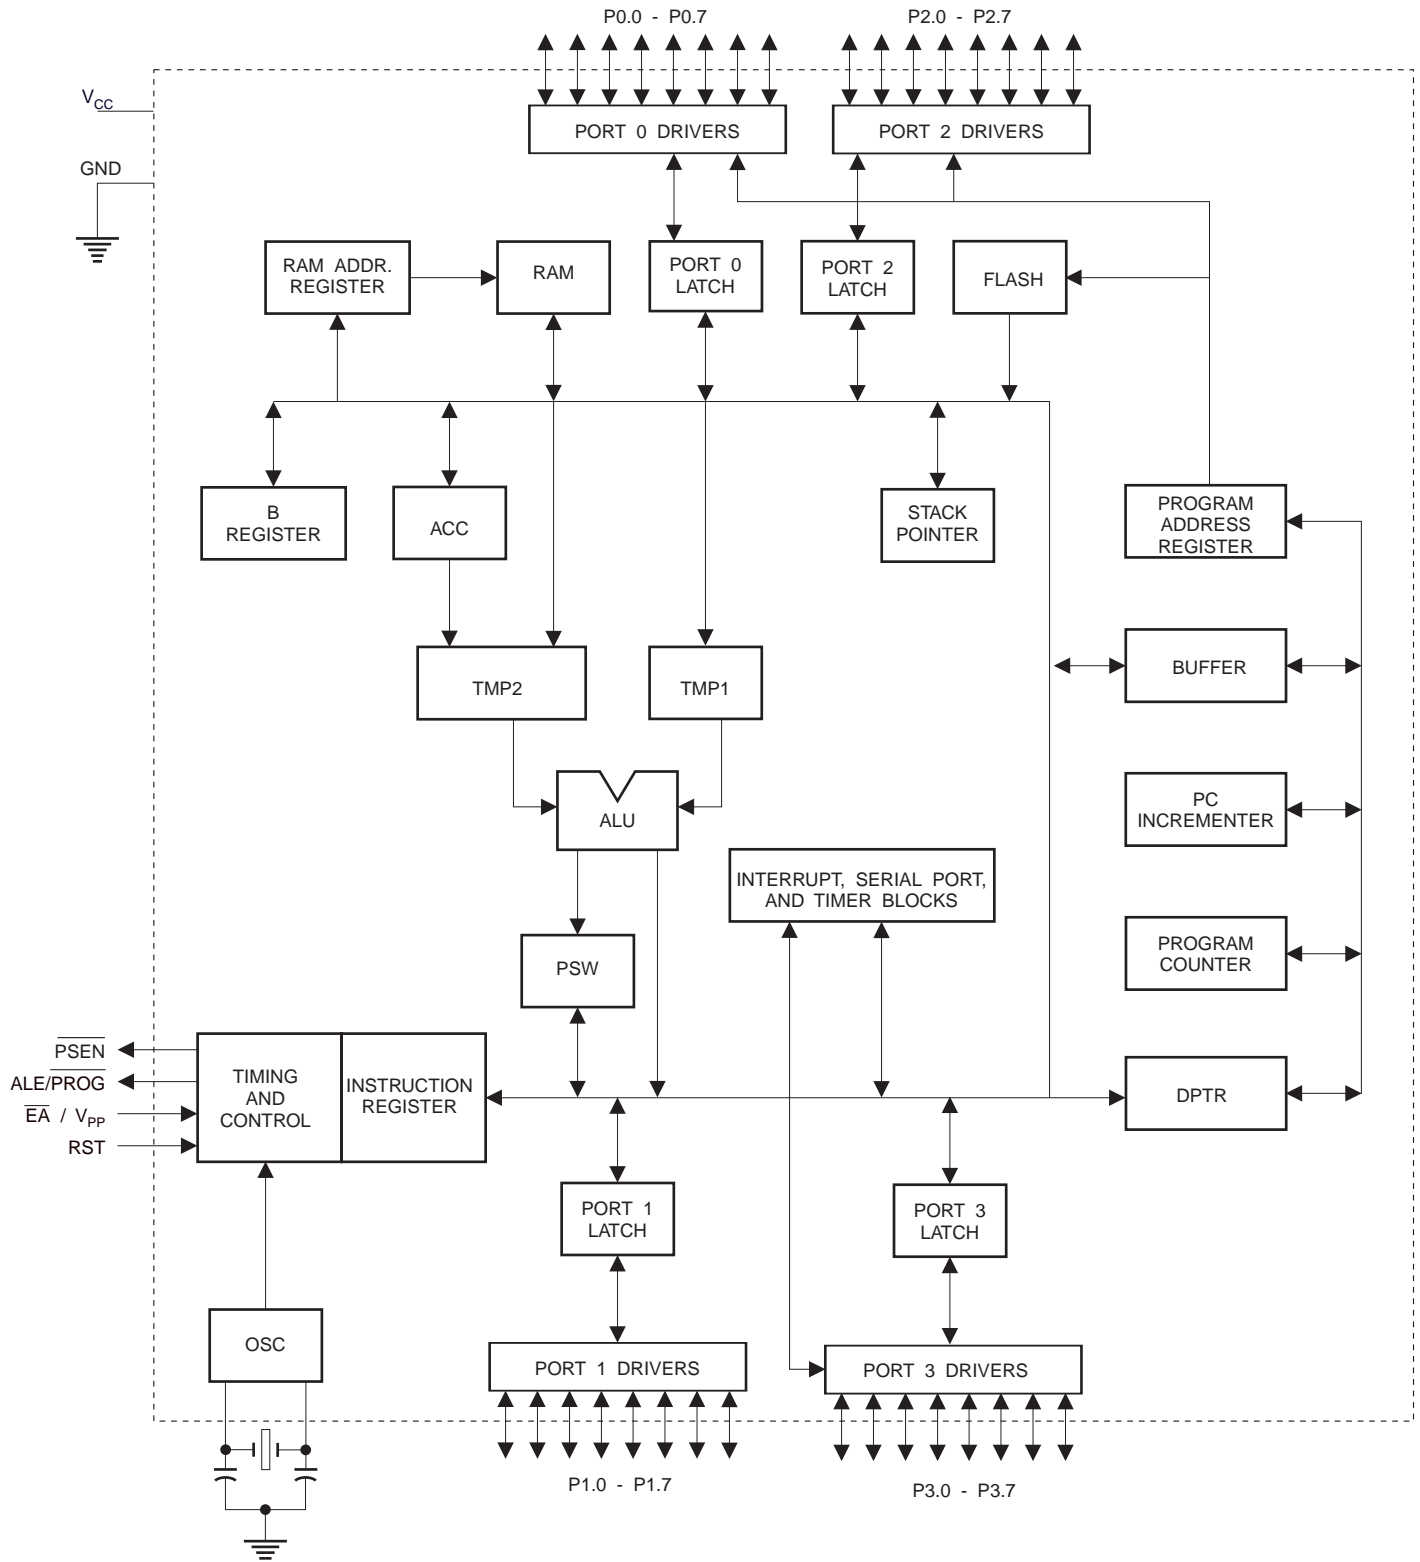 P0.0 - P0.7
P2.0 - P2.7
VCC
GND
PORT 0 DRIVERS
PORT 2 DRIVERS
RAM ADDR.
REGISTER
RAM
PORT 0
LATCH
PORT 2
LATCH
FLASH
B
REGISTER
ACC
STACK
POINTER
PROGRAM
ADDRESS
REGISTER
TMP2
TMP1
BUFFER
ALU
PC
INCREMENTER
INTERRUPT, SERIAL PORT,
AND TIMER BLOCKS
PSW
PROGRAM
COUNTER
PSEN
ALE/PROG
EA / VPP
RST
TIMING
AND
CONTROL
INSTRUCTION
REGISTER
DPTR
PORT 1
LATCH
PORT 3
LATCH
OSC
PORT 1 DRIVERS
PORT 3 DRIVERS
P1.0 - P1.7
P3.0 - P3.7